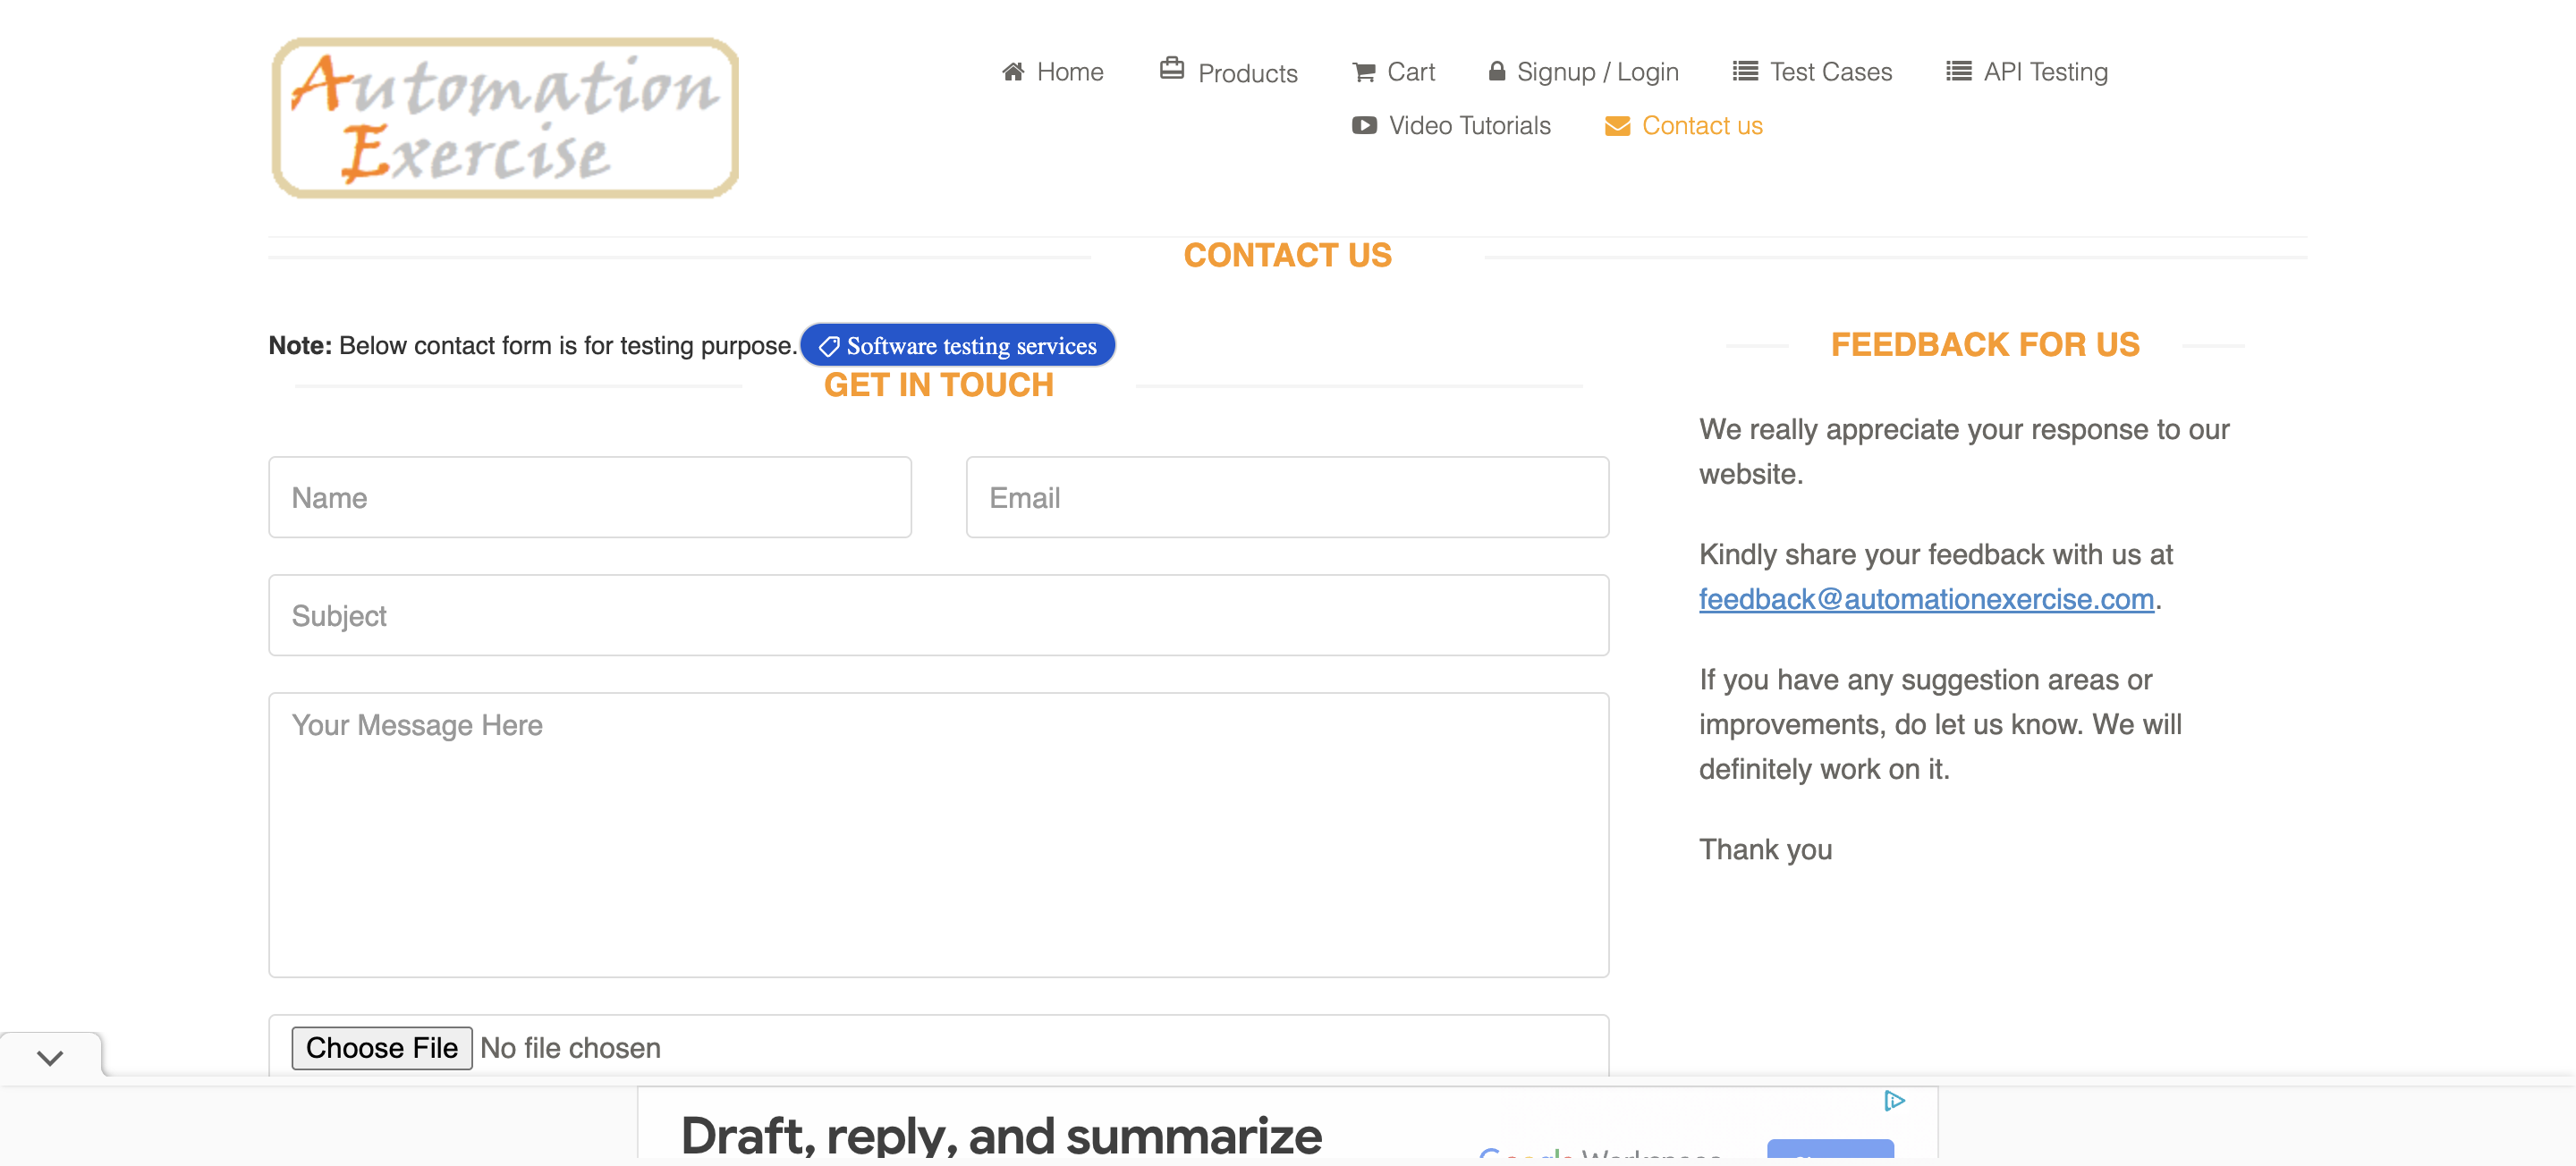 Automation
Exercise
Home
Products
Cart
Signup / Login
Test Cases
API Testing
Video Tutorials
Contact us
CONTACT US
Note: Below contact form is for testing purpose.
Software testing services
GET IN TOUCH
Name
Email
Subject
Your Message Here
Choose File No file chosen
FEEDBACK FOR US
We really appreciate your response to our
website.
Kindly share your feedback with us at
feedback@automationexercise.com.
If you have any suggestion areas or
improvements, do let us know. We will
definitely work on it.
Thank you
Draft, reply, and summarize
Google Workspace